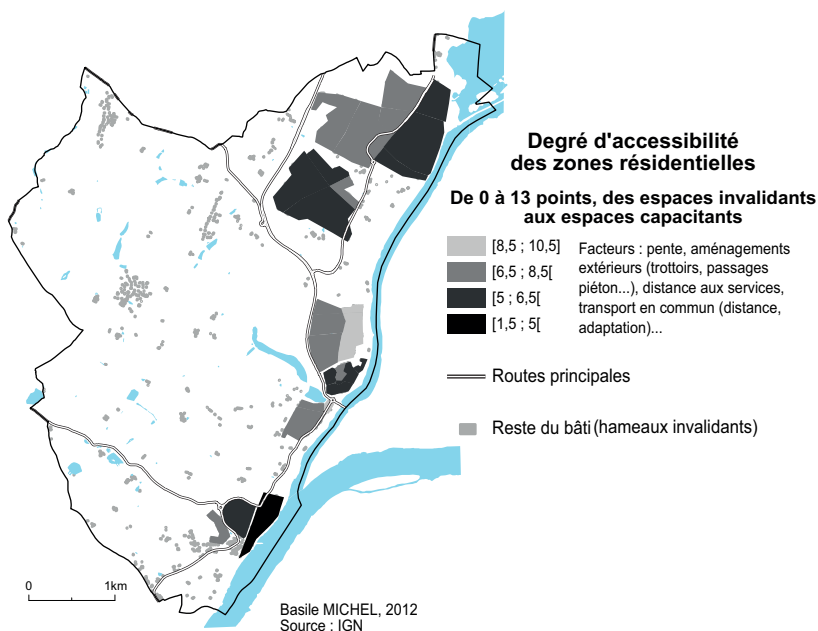 Degré d'accessibilité
des zones résidentielles
De 0 à 13 points, des espaces invalidants
aux espaces capacitants
[8,5 ; 10,5]
[6,5 ; 8,5[
[5 ; 6,5[
[1,5 ; 5[
Facteurs : pente, aménagements
extérieurs (trottoirs, passages
piéton...), distance aux services,
transport en commun (distance,
adaptation)...
Routes principales
Reste du bâti (hameaux invalidants)
0 1km
Basile MICHEL, 2012
Source : IGN